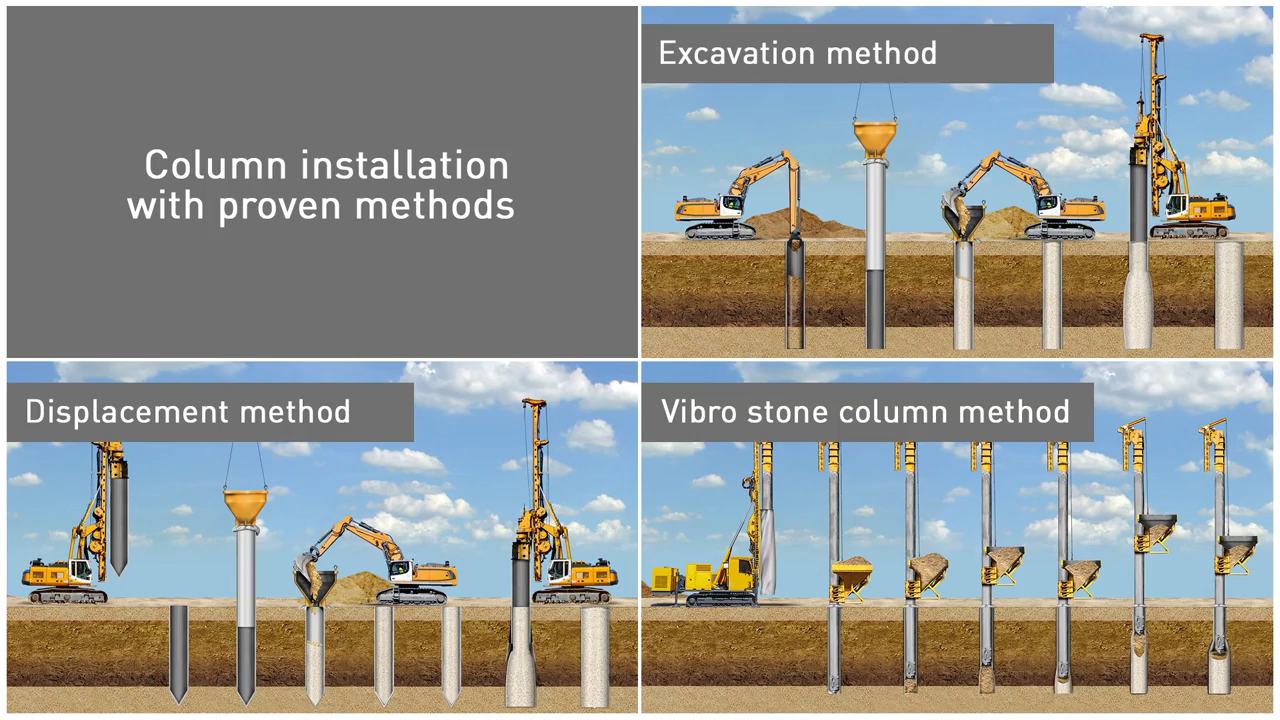 Column installation
with proven methods
Excavation method
Displacement method
Vibro stone column method